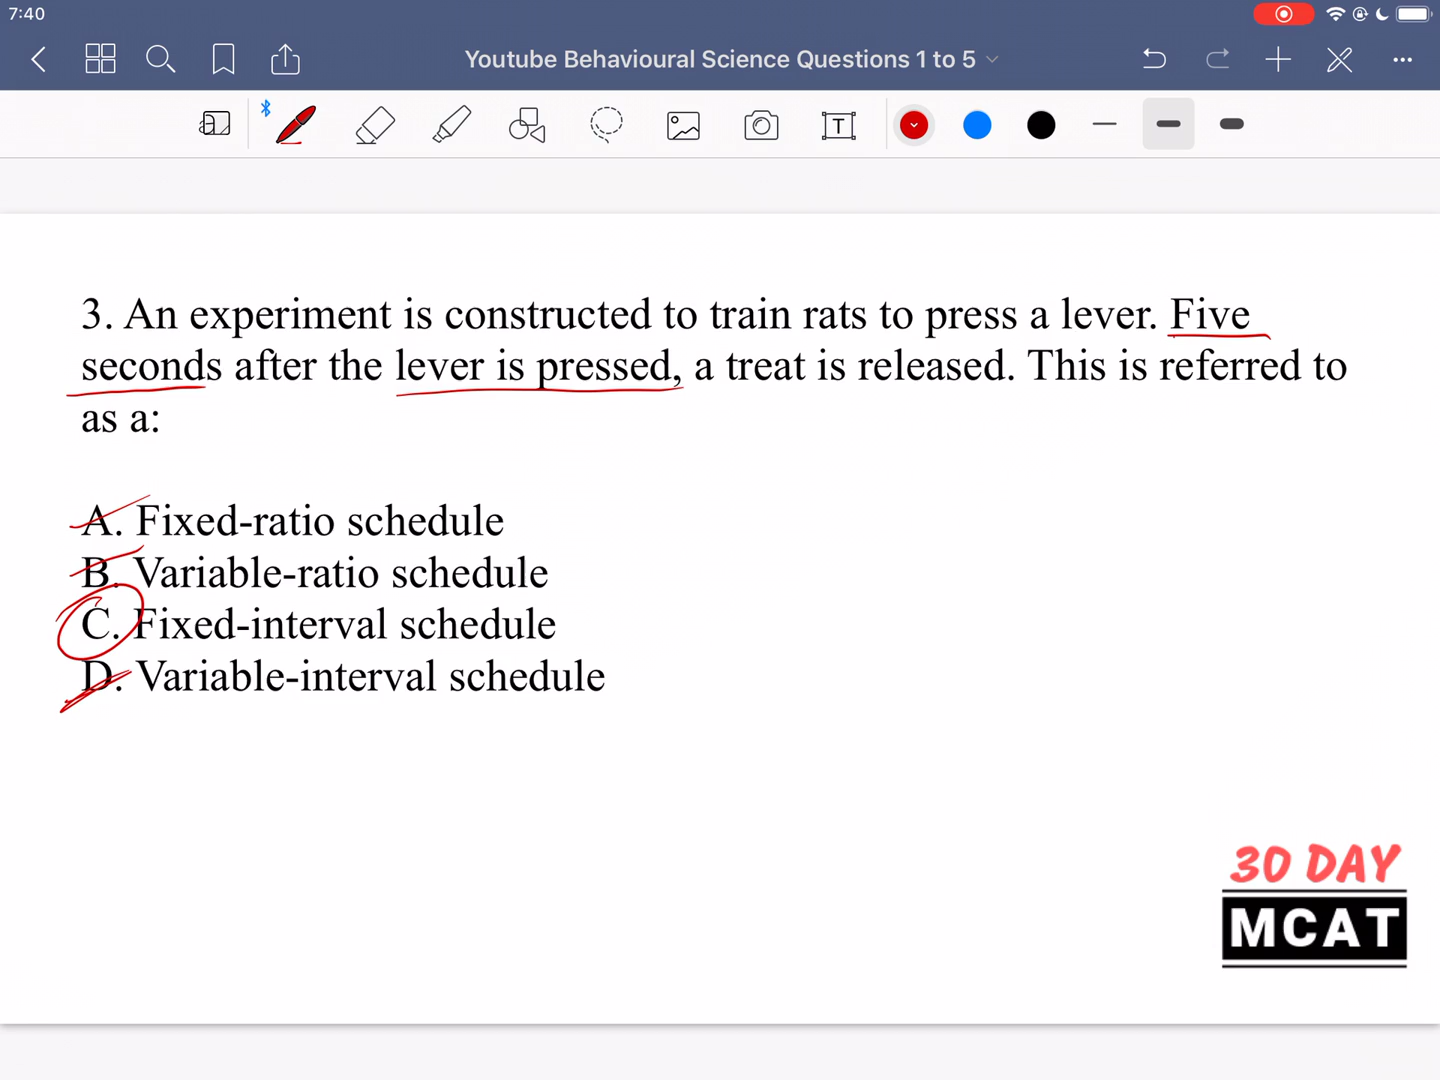 7:40
Youtube Behavioural Science Questions 1 to 5
T
3. An experiment is constructed to train rats to press a lever. Five
seconds after the lever is pressed, a treat is released. This is referred to
as a:
A. Fixed-ratio schedule
B. Variable-ratio schedule
C. Fixed-interval schedule
D. Variable-interval schedule
30 DAY
MCAT